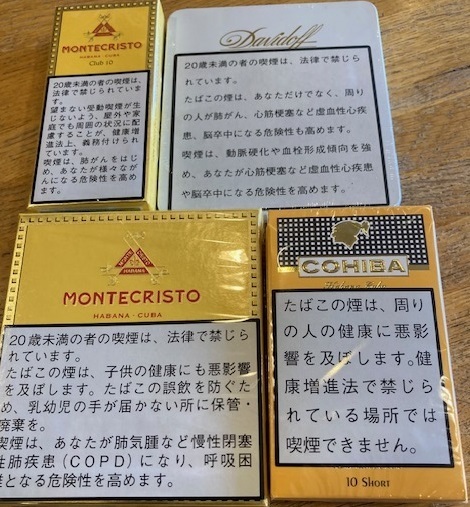 MONTECRISTO
HABANA - CUBA
Club 10
20歳未満の者の喫煙は、
法律で禁じられていま
す。
望まない受動喫煙が生
じないよう、屋外や家
庭でも周囲の状況に配
慮することが、健康増
進法上、義務付けられ
ています。
喫煙は、肺がんをはじ
め、あなたが様々なが
んになる危険性を高め
ます。
Davidoff
20歳未満の者の喫煙は、法律で禁じら
れています。
たばこの煙は、あなただけでなく、周り
の人が肺がん、心筋梗塞など虚血性心疾
患、脳卒中になる危険性も高めます。
喫煙は、動脈硬化や血栓形成傾向を強
め、あなたが心筋梗塞など虚血性心疾患
や脳卒中になる危険性を高めます。
HABANA
MONTECRISTO
HABANA - CUBA
20歳未満の者の喫煙は、法律で禁じら
れています。
たばこの煙は、子供の健康にも悪影響
を及ぼします。たばこの誤飲を防ぐた
め、乳幼児の手が届かない所に保管・
廃棄を。
喫煙は、あなたが肺気腫など慢性閉塞
性肺疾患(COPD)になり、呼吸困
難となる危険性を高めます。
COHIBA
Habana, Cuba
たばこの煙は、周り
の人の健康に悪影
響を及ぼします。健
康増進法で禁じら
れている場所では
喫煙できません。
10 SHORT